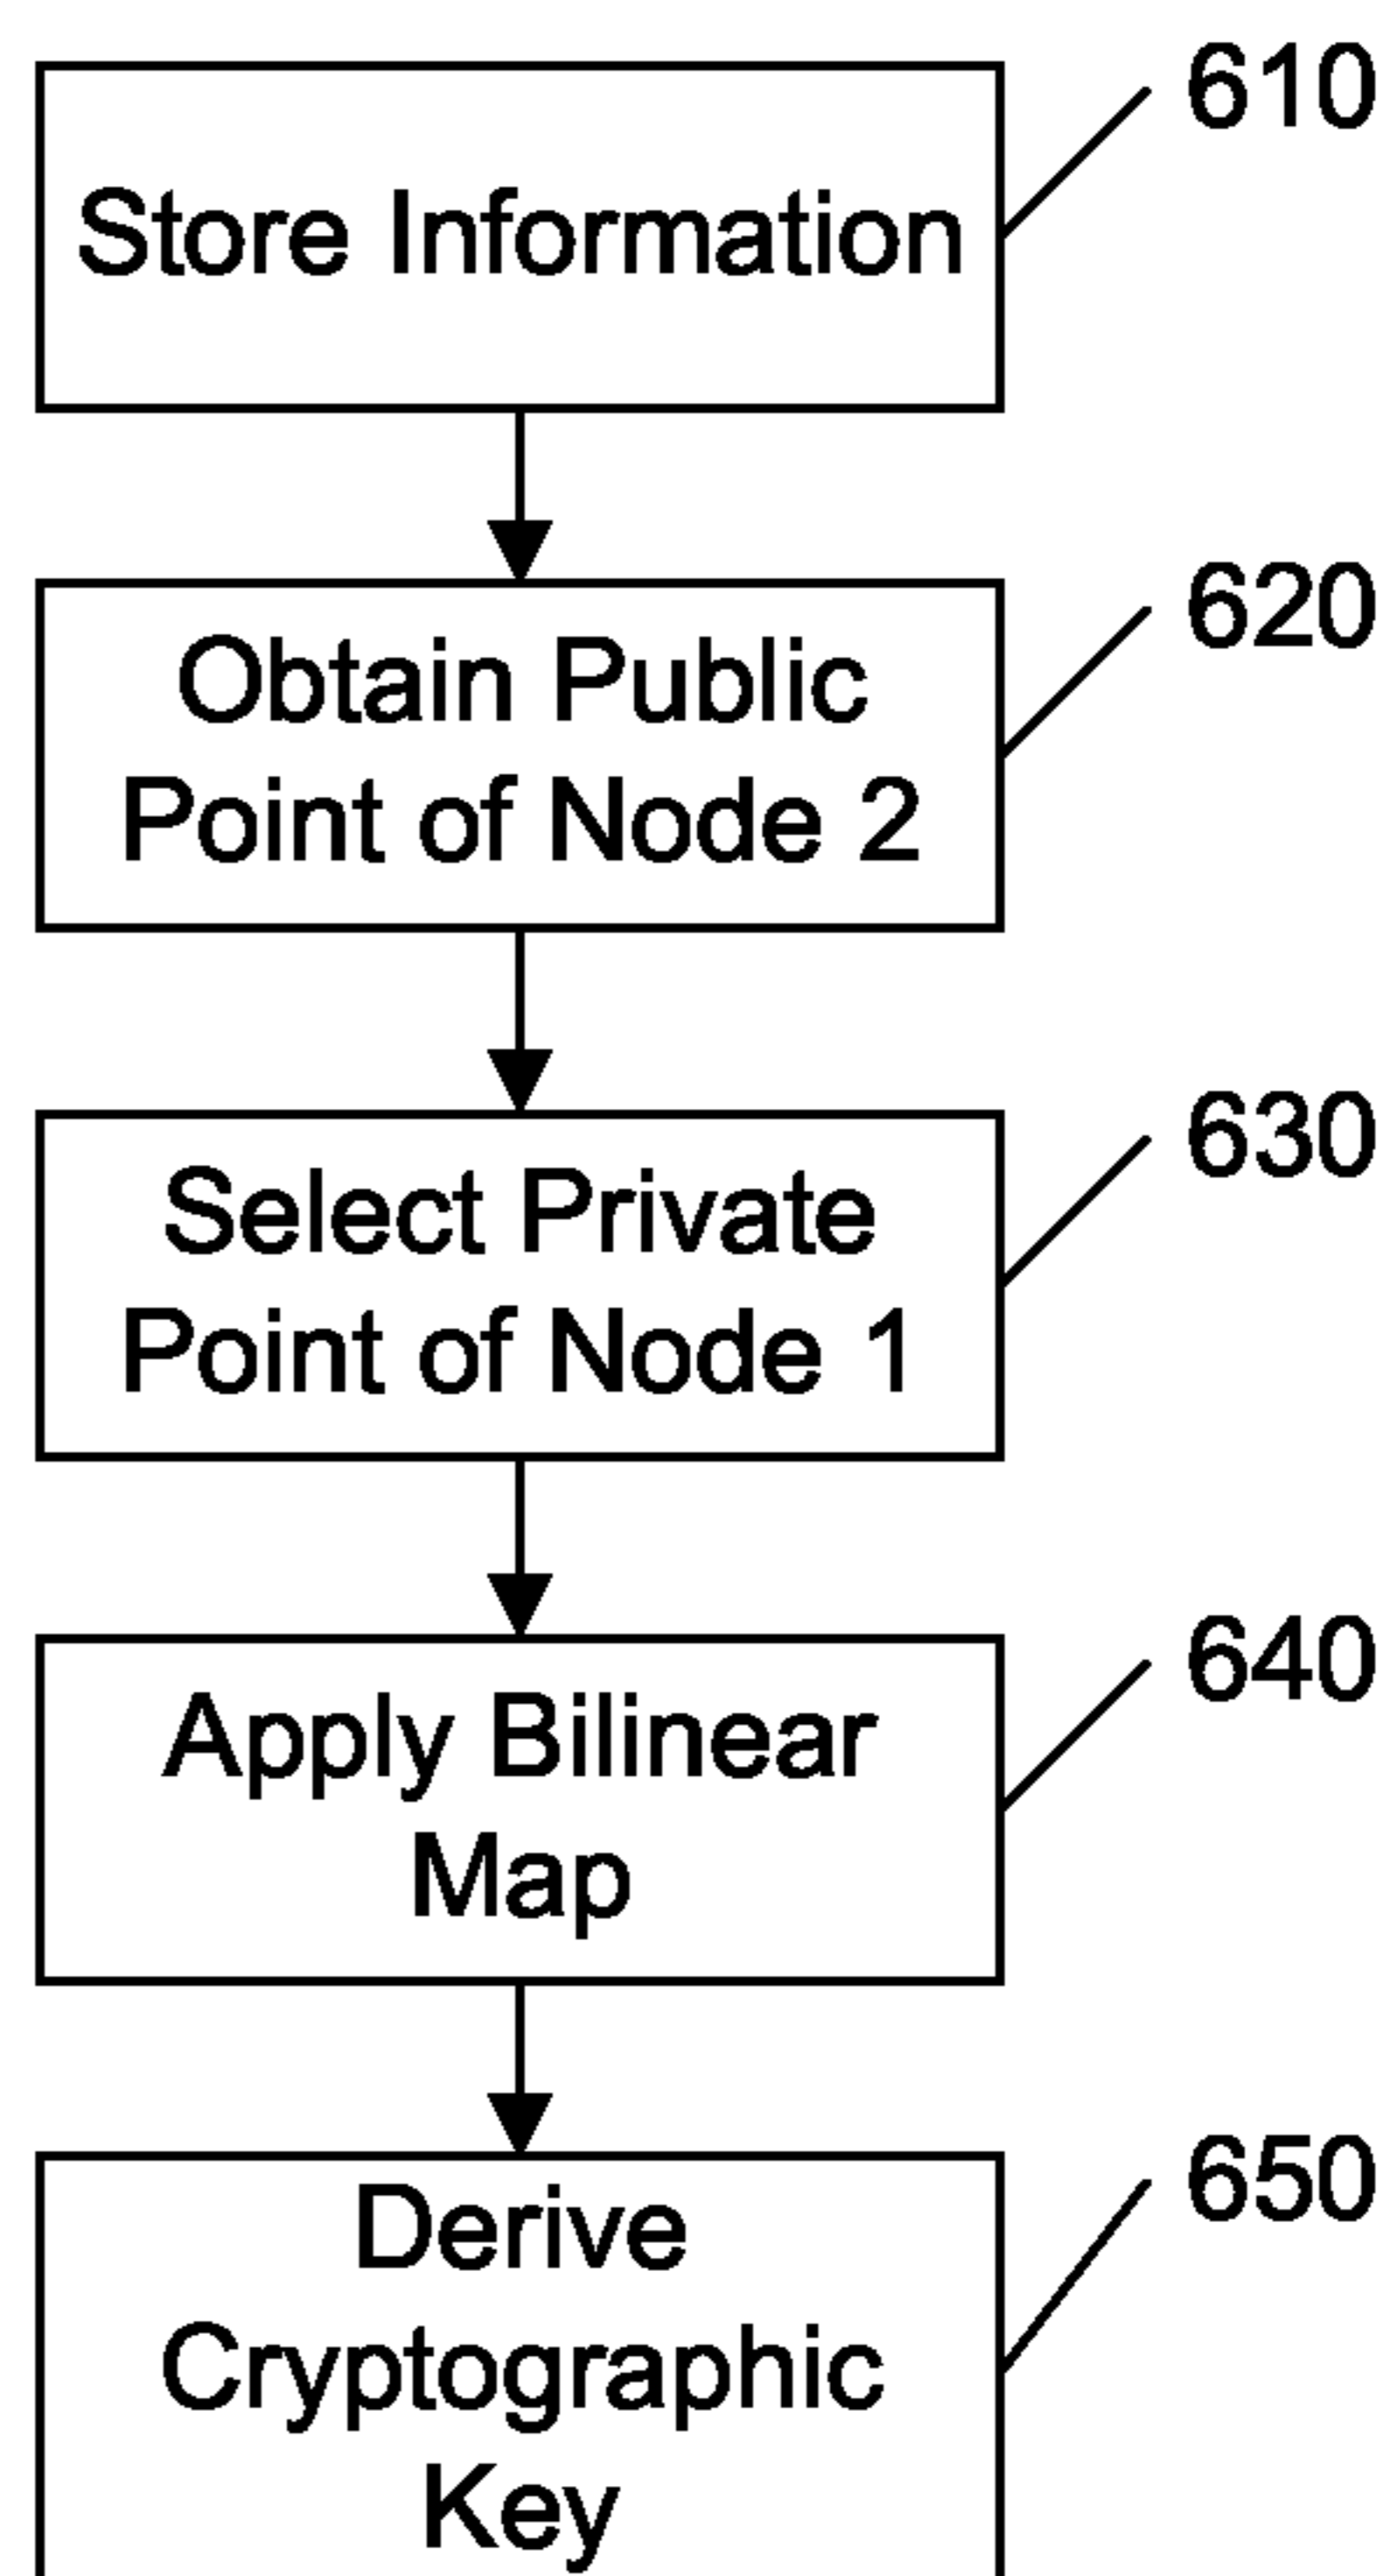 610
Store Information
620
Obtain Public
Point of Node 2
630
Select Private
Point of Node 1
640
Apply Bilinear
Map
650
Derive
Cryptographic
Key